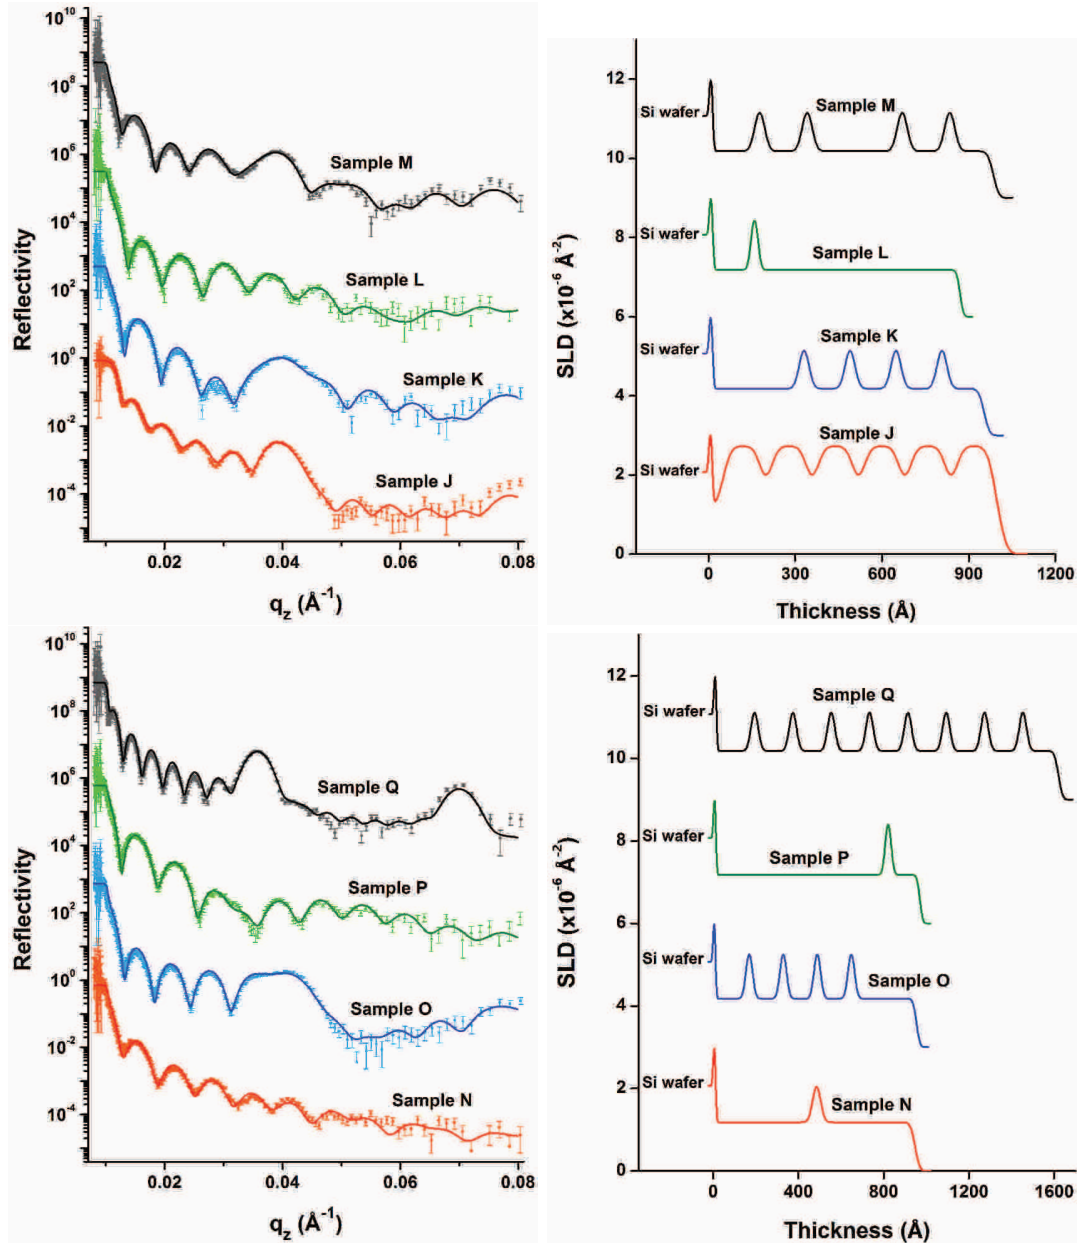 10^10
10^8
10^6
10^4
10^2
10^0
10^-2
10^-4
Reflectivity
Sample M
Sample L
Sample K
Sample J
0.02 0.04 0.06 0.08
q_z (Å^-1)
12
10
8
6
4
2
0
SLD (x10^-6 Å^-2)
Si wafer
Sample M
Si wafer
Sample L
Si wafer
Sample K
Si wafer
Sample J
0 300 600 900 1200
Thickness (Å)
10^10
10^8
10^6
10^4
10^2
10^0
10^-2
10^-4
Reflectivity
Sample Q
Sample P
Sample O
Sample N
0.02 0.04 0.06 0.08
q_z (Å^-1)
12
10
8
6
4
2
0
SLD (x10^-6 Å^-2)
Si wafer
Sample Q
Si wafer
Sample P
Si wafer
Sample O
Si wafer
Sample N
0 400 800 1200 1600
Thickness (Å)